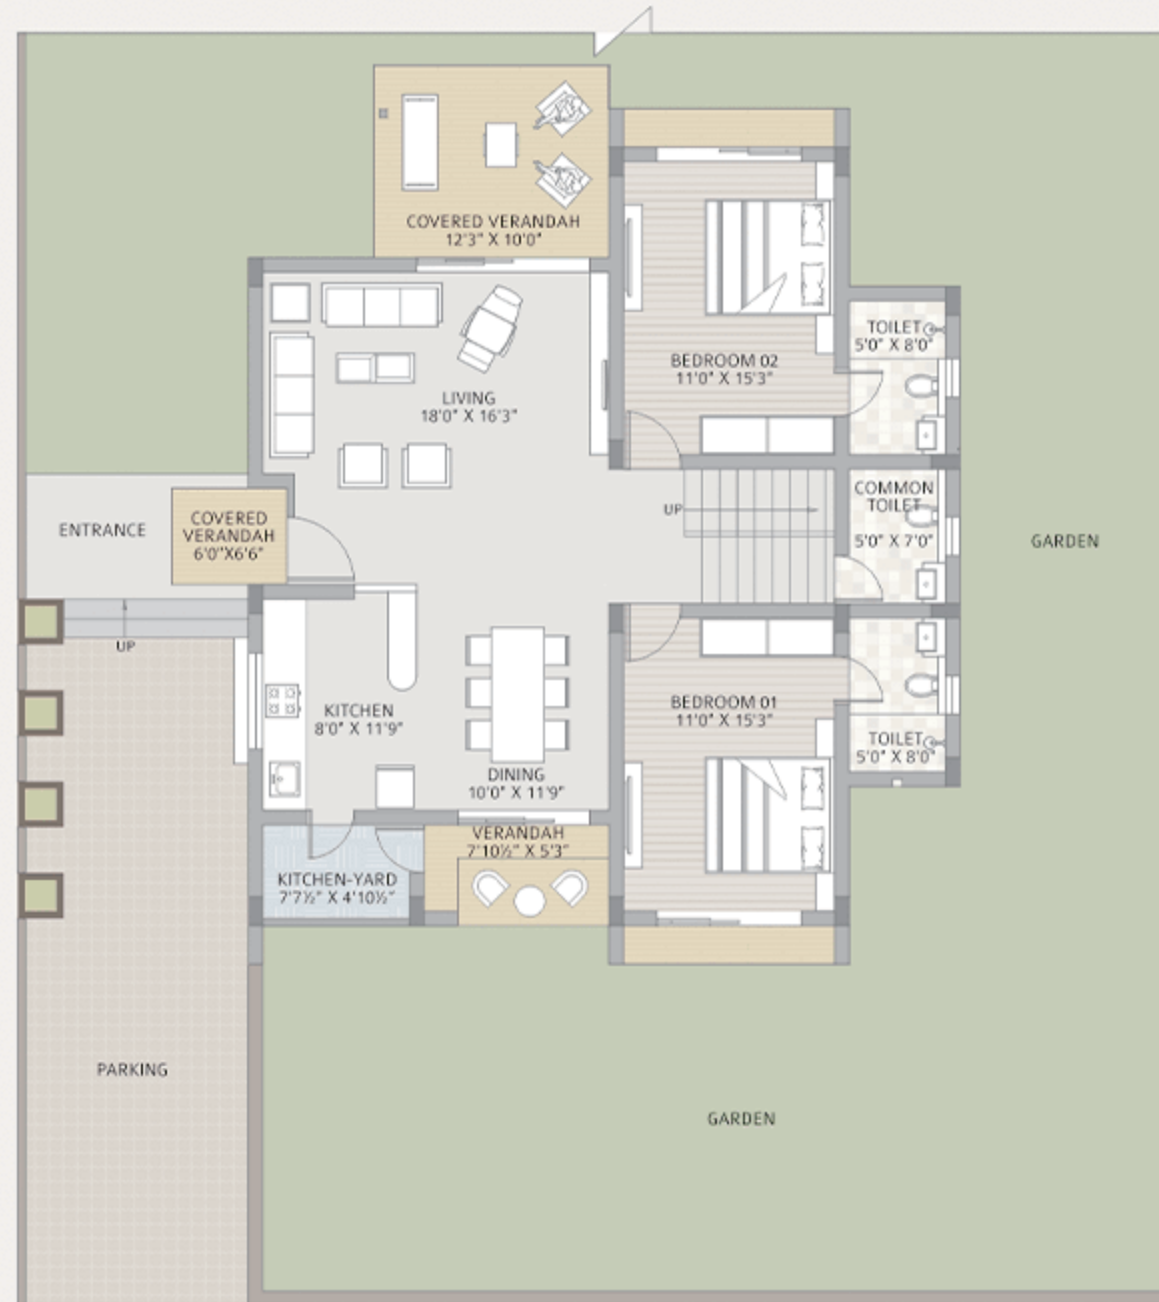 COVERED VERANDAH
12'3" X 10'0"
TOILET
5'0" X 8'0"
BEDROOM 02
11'0" X 15'3"
LIVING
18'0" X 16'3"
COMMON
TOILET
5'0" X 7'0"
UP
ENTRANCE
COVERED
VERANDAH
6'0"X6'6"
GARDEN
UP
BEDROOM 01
11'0" X 15'3"
KITCHEN
8'0" X 11'9"
TOILET
5'0" X 8'0"
DINING
10'0" X 11'9"
VERANDAH
7'10½" X 5'3"
KITCHEN-YARD
7'7½" X 4'10½"
PARKING
GARDEN